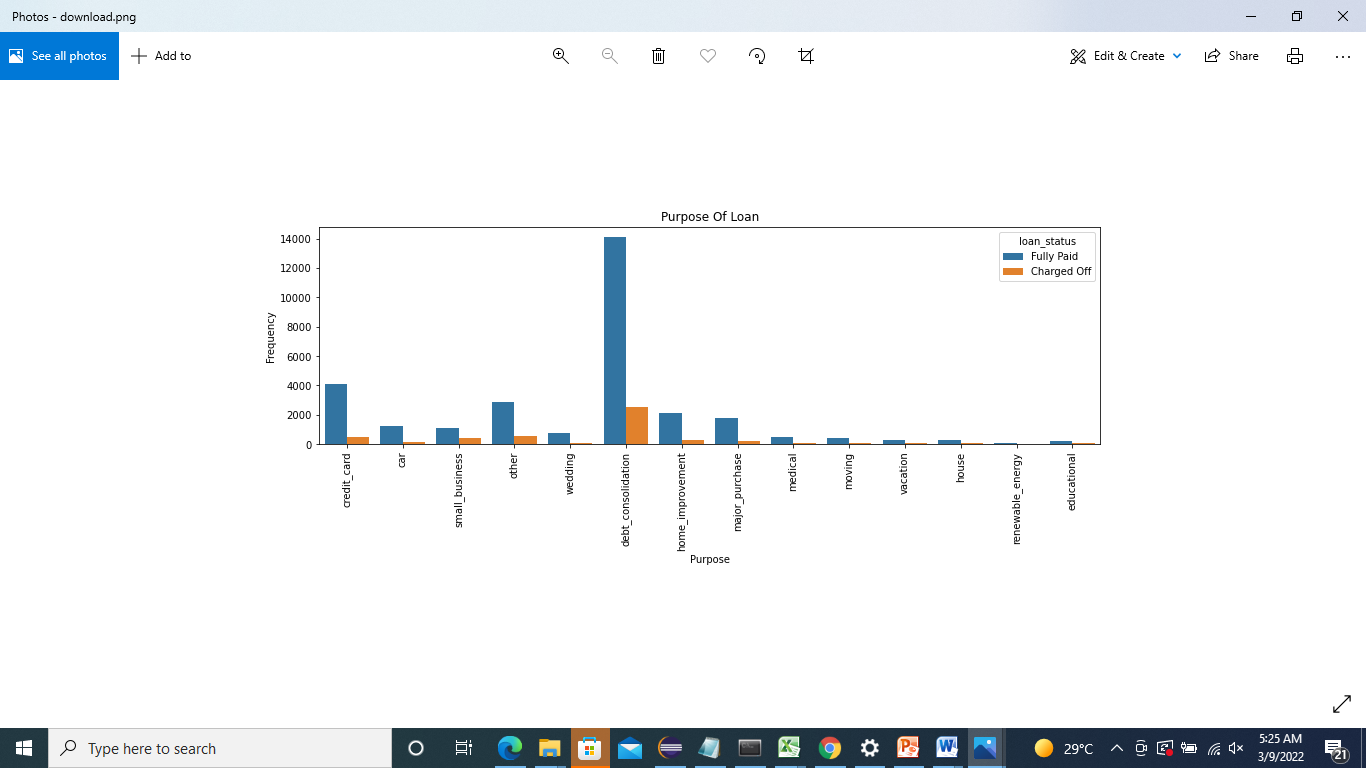 Photos - download.png
See all photos
Add to
Edit & Create
Share
Purpose Of Loan
loan_status
Fully Paid
Charged Off
Frequency
14000
12000
10000
8000
6000
4000
2000
0
credit_card
car
small_business
other
wedding
debt_consolidation
home_improvement
major_purchase
medical
moving
vacation
house
renewable_energy
educational
Purpose
Type here to search
29°C
5:25 AM
3/9/2022
21